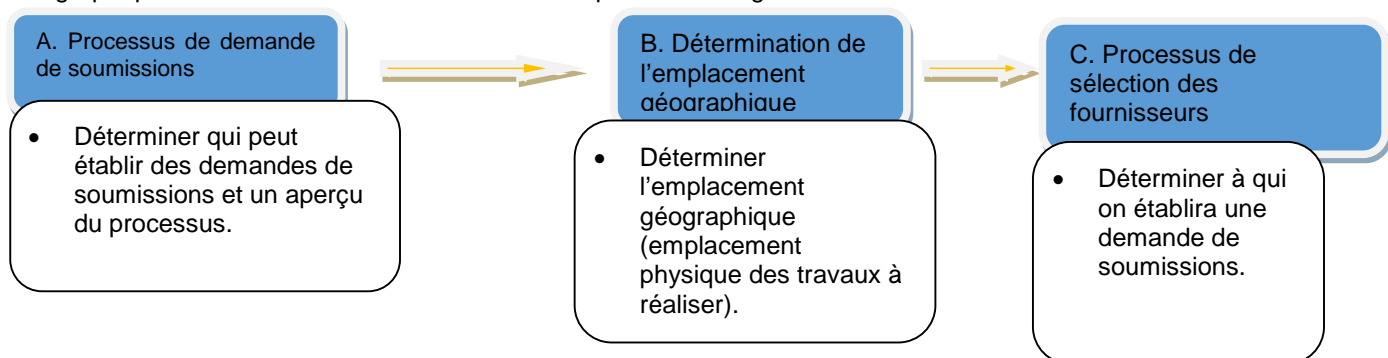 A. Processus de demande
de soumissions
• Déterminer qui peut
établir des demandes de
soumissions et un aperçu
du processus.
B. Détermination de
l’emplacement
géographique
• Déterminer
l’emplacement
géographique
(emplacement
physique des travaux à
réaliser).
C. Processus de
sélection des
fournisseurs
• Déterminer à qui
on établira une
demande de
soumissions.